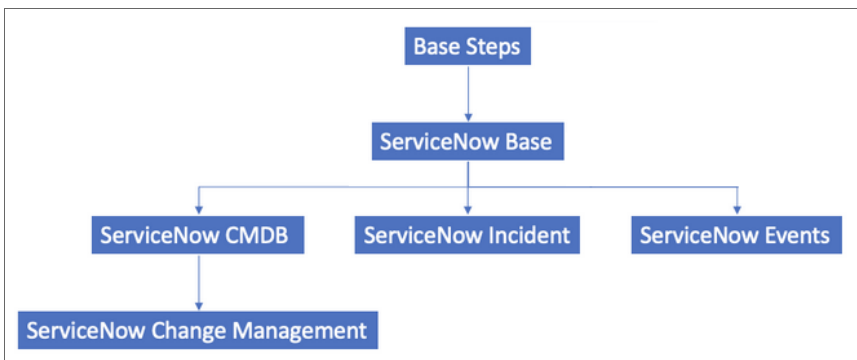 Base Steps
ServiceNow Base
ServiceNow CMDB
ServiceNow Incident
ServiceNow Events
ServiceNow Change Management